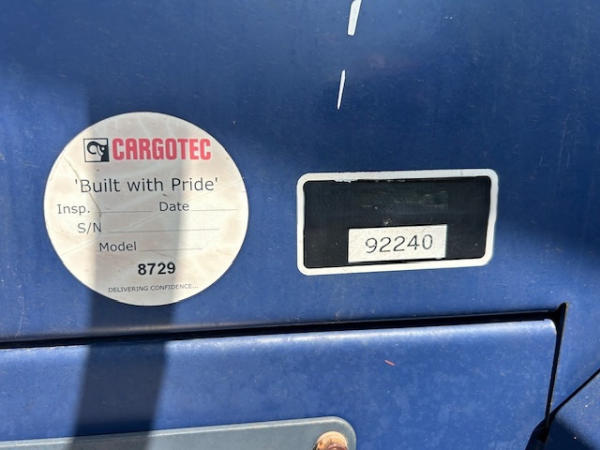 CARGOTEC
'Built with Pride'
Insp. Date
S/N
Model
8729
DELIVERING CONFIDENCE...
92240